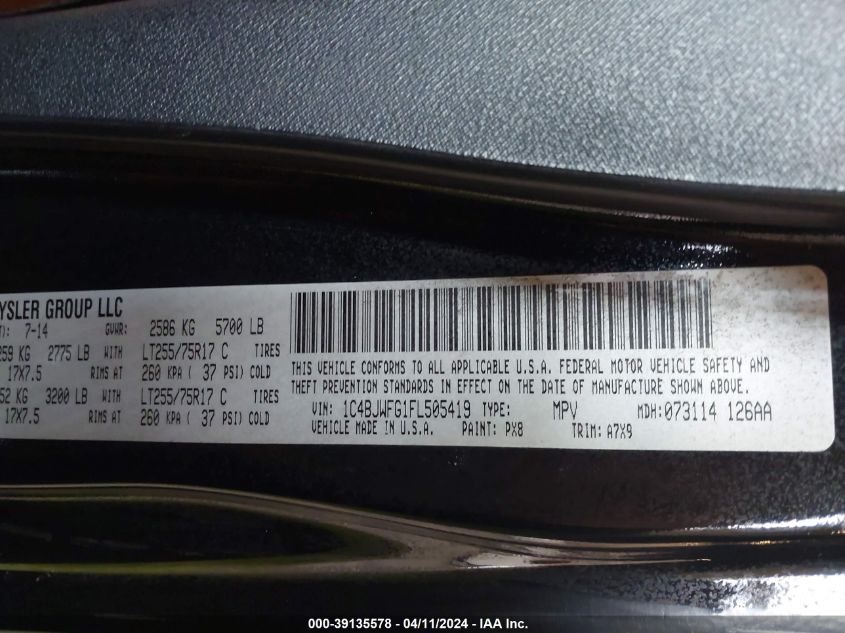 YSLER GROUP LLC
T): 7-14 GVWR: 2586 KG 5700 LB
259 KG 2775 LB WITH LT255/75R17 C TIRES
17X7.5 RIMS AT 260 KPA ( 37 PSI) COLD
52 KG 3200 LB WITH LT255/75R17 C TIRES
17X7.5 RIMS AT 260 KPA ( 37 PSI) COLD
THIS VEHICLE CONFORMS TO ALL APPLICABLE U.S.A. FEDERAL MOTOR VEHICLE SAFETY AND
THEFT PREVENTION STANDARDS IN EFFECT ON THE DATE OF MANUFACTURE SHOWN ABOVE.
VIN: 1C4BJWFG1FL505419 TYPE: MPV MDH: 073114 126AA
VEHICLE MADE IN U.S.A. PAINT: PX8 TRIM: A7X9
000-39135578 - 04/11/2024 - IAA Inc.